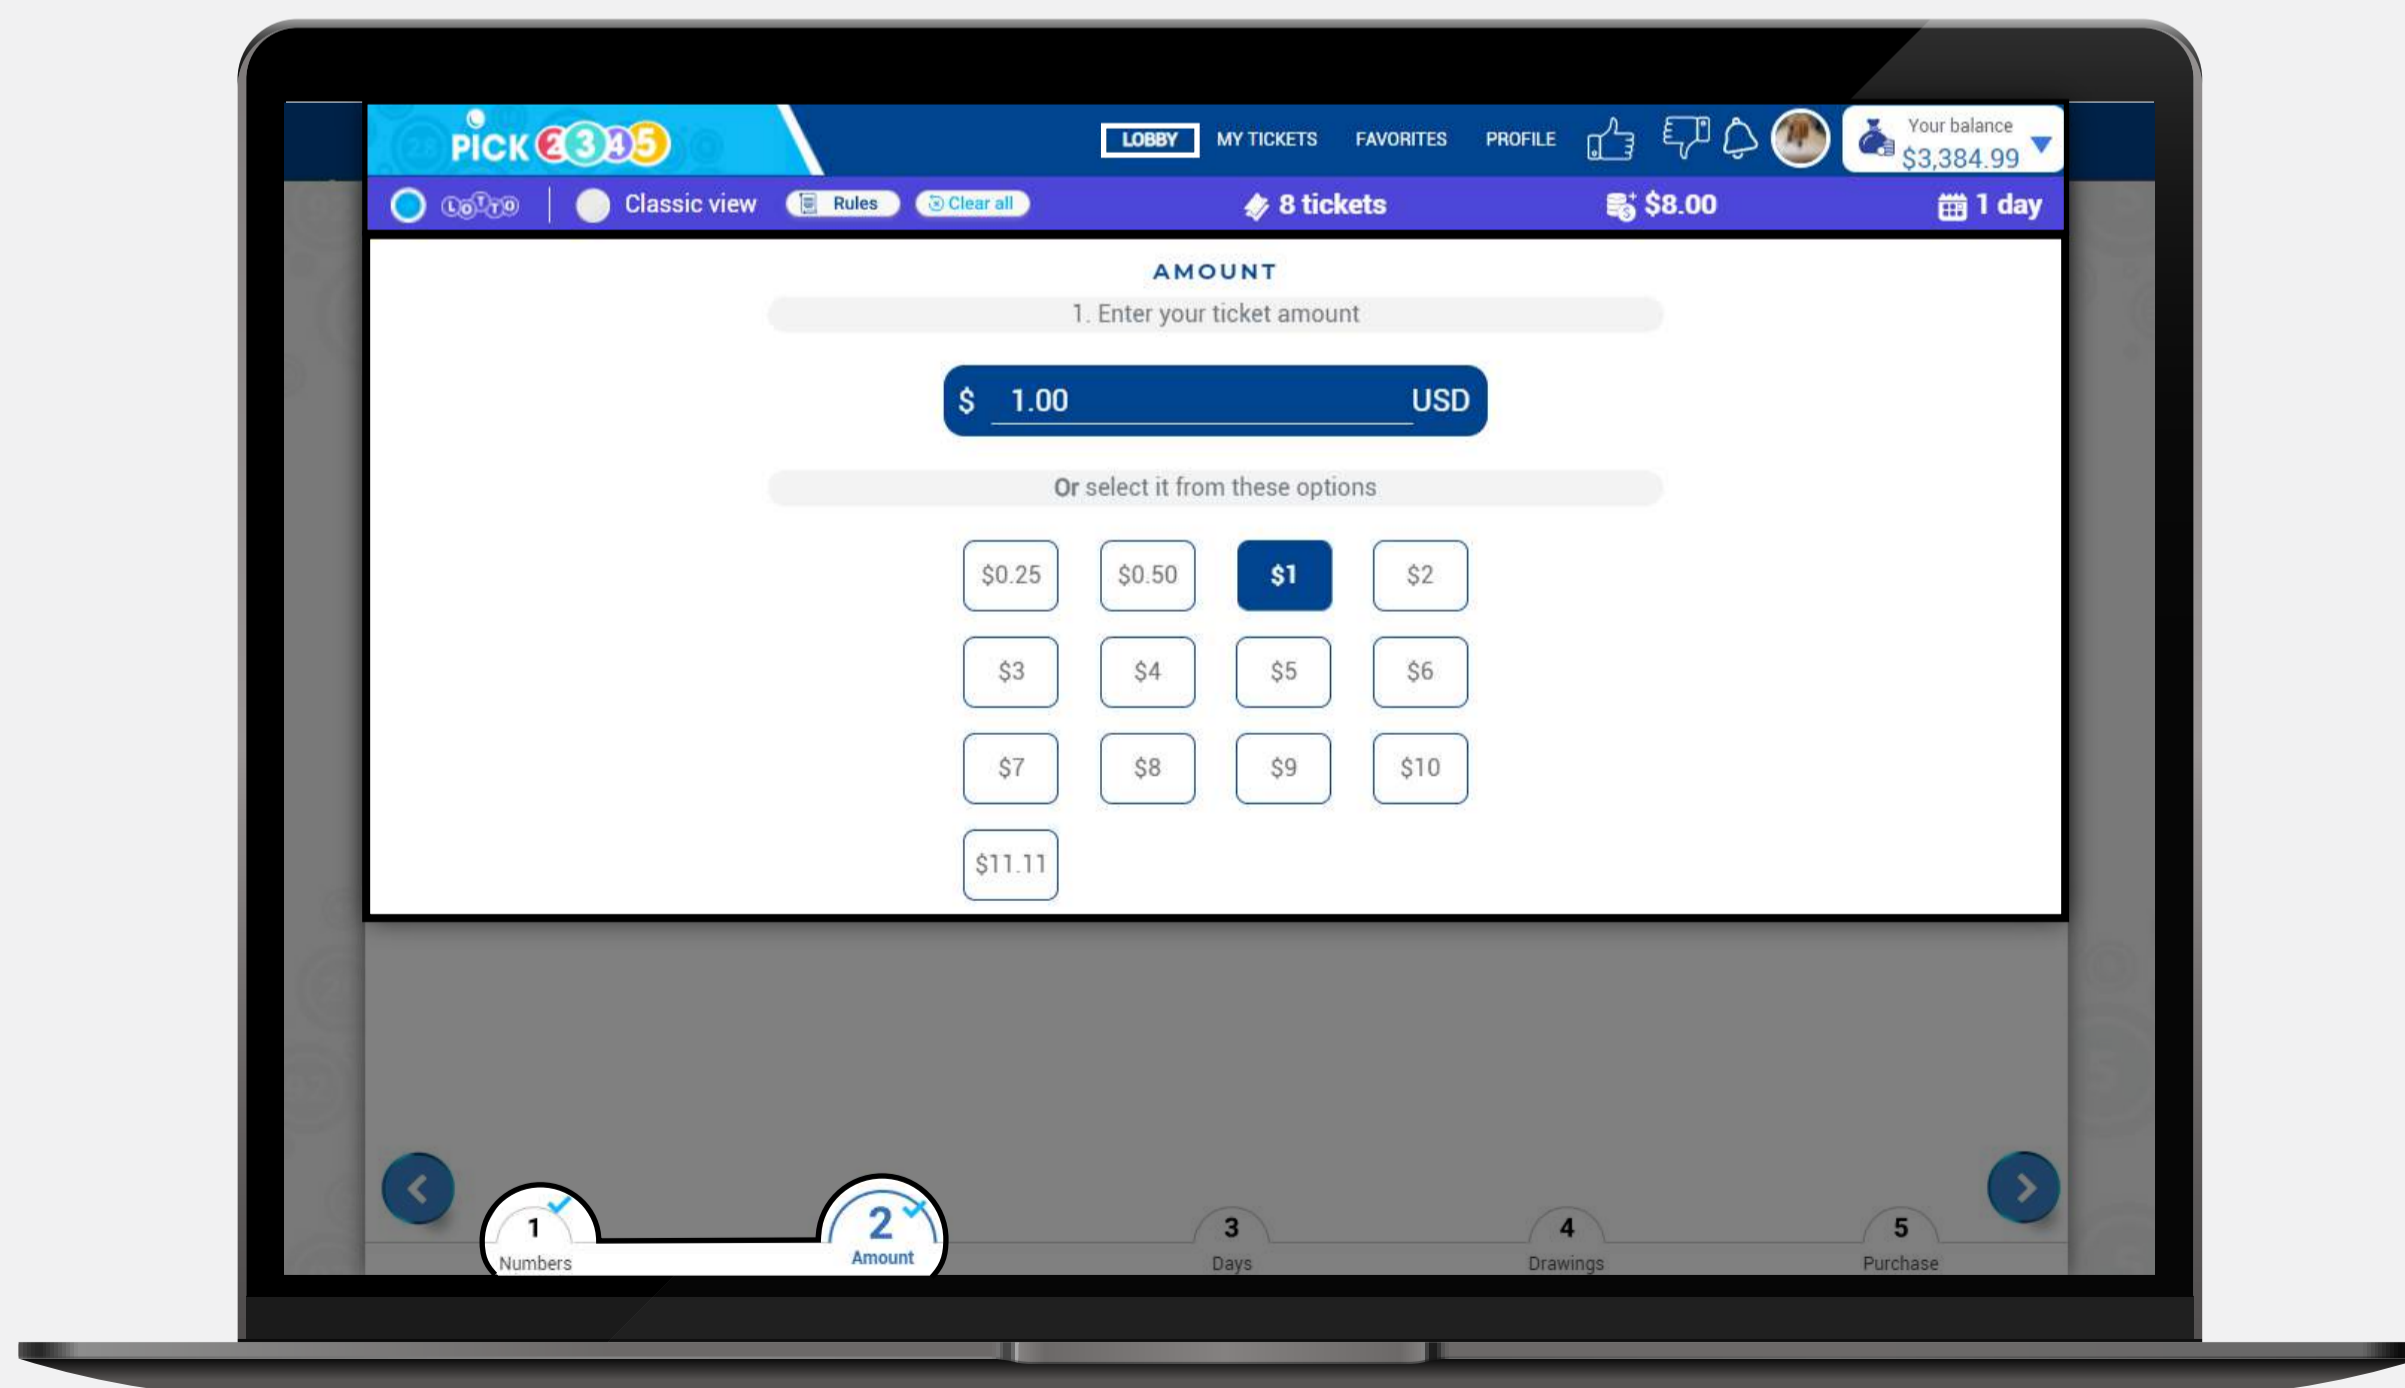 PICK 2345
LOBBY MY TICKETS FAVORITES PROFILE
Your balance
$3,384.99
LOTTO Classic view Rules Clear all 8 tickets $8.00 1 day
AMOUNT
1. Enter your ticket amount
$ 1.00 USD
Or select it from these options
$0.25 $0.50 $1 $2
$3 $4 $5 $6
$7 $8 $9 $10
$11.11
1 2 3 4 5
Numbers Amount Days Drawings Purchase